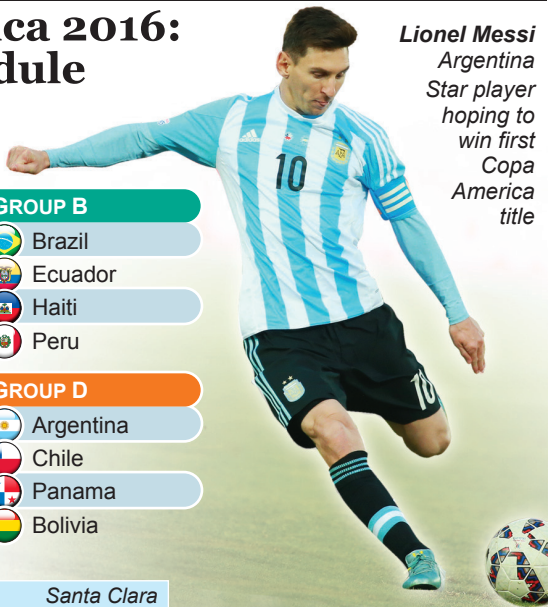 ca 2016:
dule
Lionel Messi
Argentina
Star player
hoping to
win first
Copa
America
title
10
GROUP B
Brazil
Ecuador
Haiti
Peru
GROUP D
Argentina
Chile
Panama
Bolivia
Santa Clara